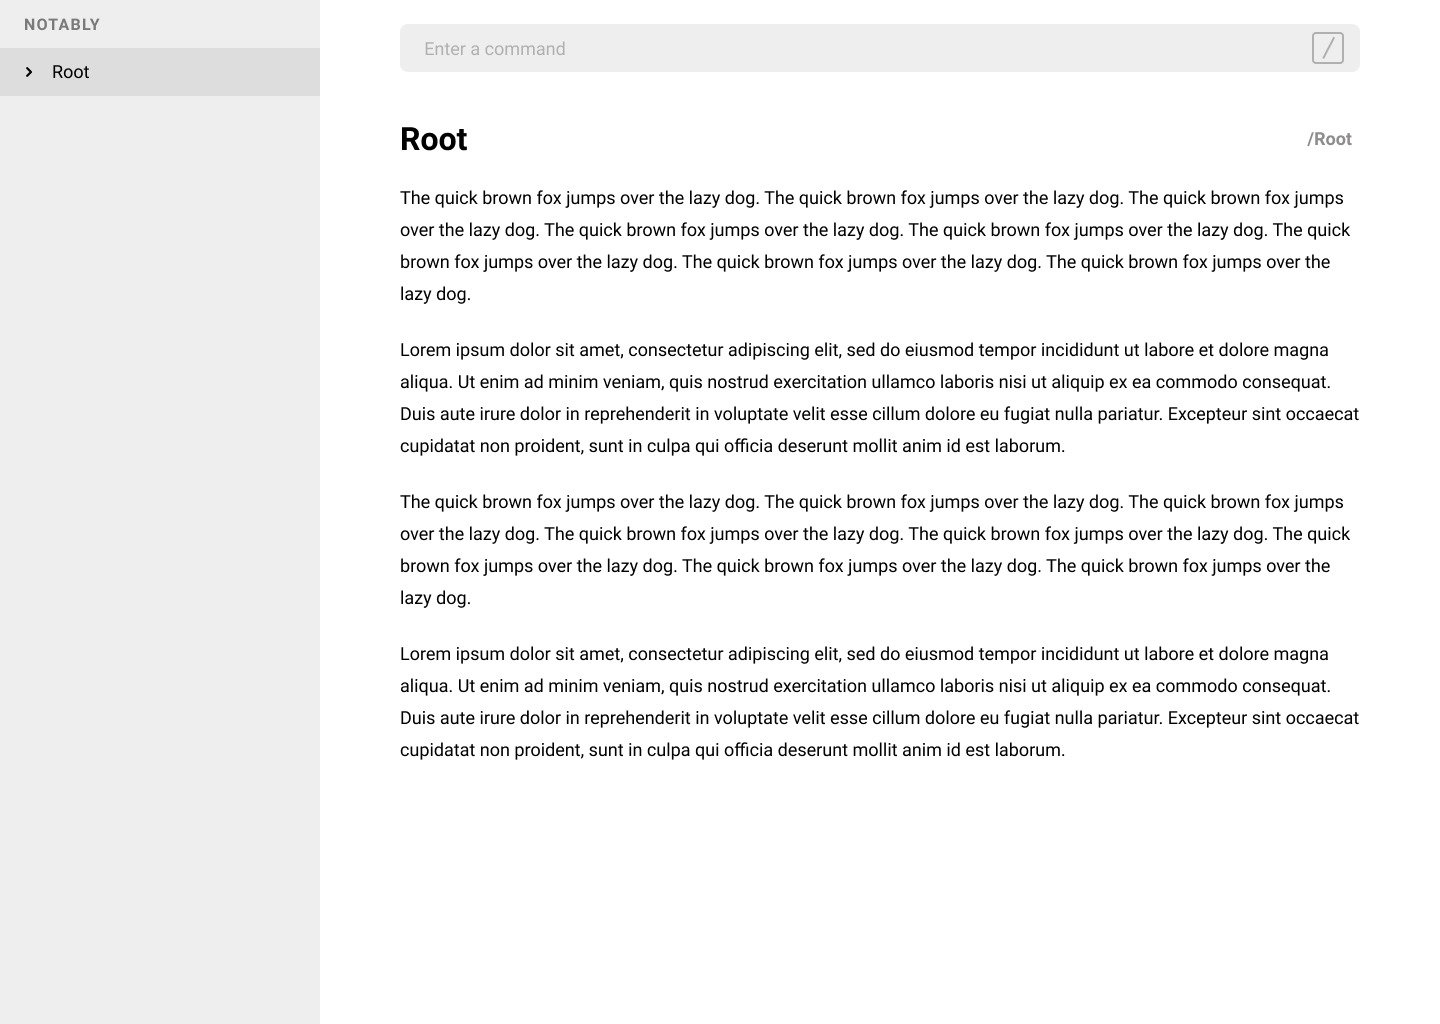 NOTABLY
Root
Enter a command
/
Root
/Root
The quick brown fox jumps over the lazy dog. The quick brown fox jumps over the lazy dog. The quick brown fox jumps
over the lazy dog. The quick brown fox jumps over the lazy dog. The quick brown fox jumps over the lazy dog. The quick
brown fox jumps over the lazy dog. The quick brown fox jumps over the lazy dog. The quick brown fox jumps over the
lazy dog.
Lorem ipsum dolor sit amet, consectetur adipiscing elit, sed do eiusmod tempor incididunt ut labore et dolore magna
aliqua. Ut enim ad minim veniam, quis nostrud exercitation ullamco laboris nisi ut aliquip ex ea commodo consequat.
Duis aute irure dolor in reprehenderit in voluptate velit esse cillum dolore eu fugiat nulla pariatur. Excepteur sint occaecat
cupidatat non proident, sunt in culpa qui officia deserunt mollit anim id est laborum.
The quick brown fox jumps over the lazy dog. The quick brown fox jumps over the lazy dog. The quick brown fox jumps
over the lazy dog. The quick brown fox jumps over the lazy dog. The quick brown fox jumps over the lazy dog. The quick
brown fox jumps over the lazy dog. The quick brown fox jumps over the lazy dog. The quick brown fox jumps over the
lazy dog.
Lorem ipsum dolor sit amet, consectetur adipiscing elit, sed do eiusmod tempor incididunt ut labore et dolore magna
aliqua. Ut enim ad minim veniam, quis nostrud exercitation ullamco laboris nisi ut aliquip ex ea commodo consequat.
Duis aute irure dolor in reprehenderit in voluptate velit esse cillum dolore eu fugiat nulla pariatur. Excepteur sint occaecat
cupidatat non proident, sunt in culpa qui officia deserunt mollit anim id est laborum.